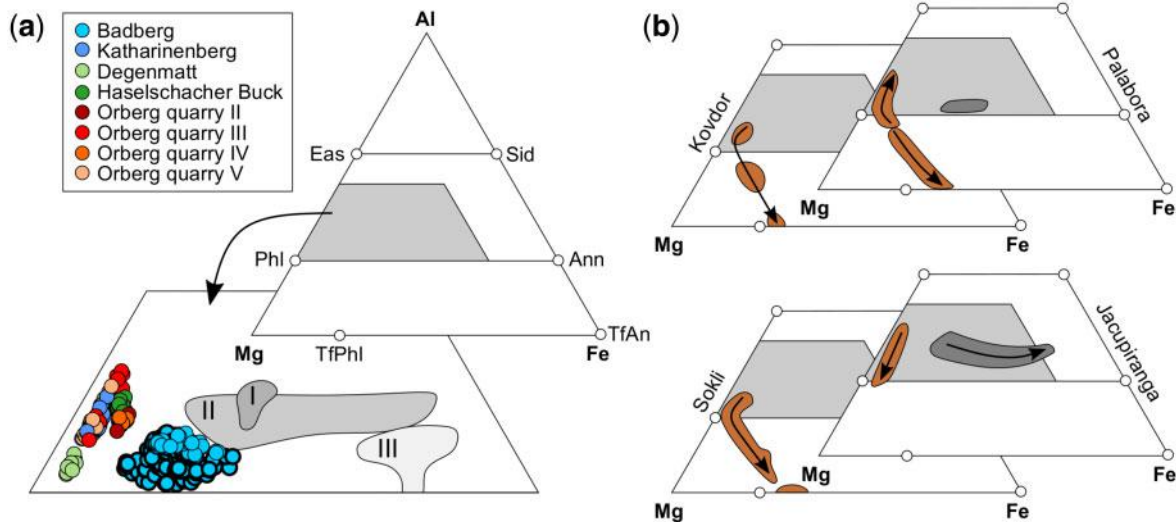 (a)
Badberg
Katharinenberg
Degenmatt
Haselschacher Buck
Orberg quarry II
Orberg quarry III
Orberg quarry IV
Orberg quarry V
Al
Eas
Sid
Phl
Ann
Mg
TfPhl
Fe
TfAn
I
II
III
(b)
Kovdor
Palabora
Mg
Fe
Mg
Fe
Sokli
Jacupiranga
Mg
Fe
Mg
Fe